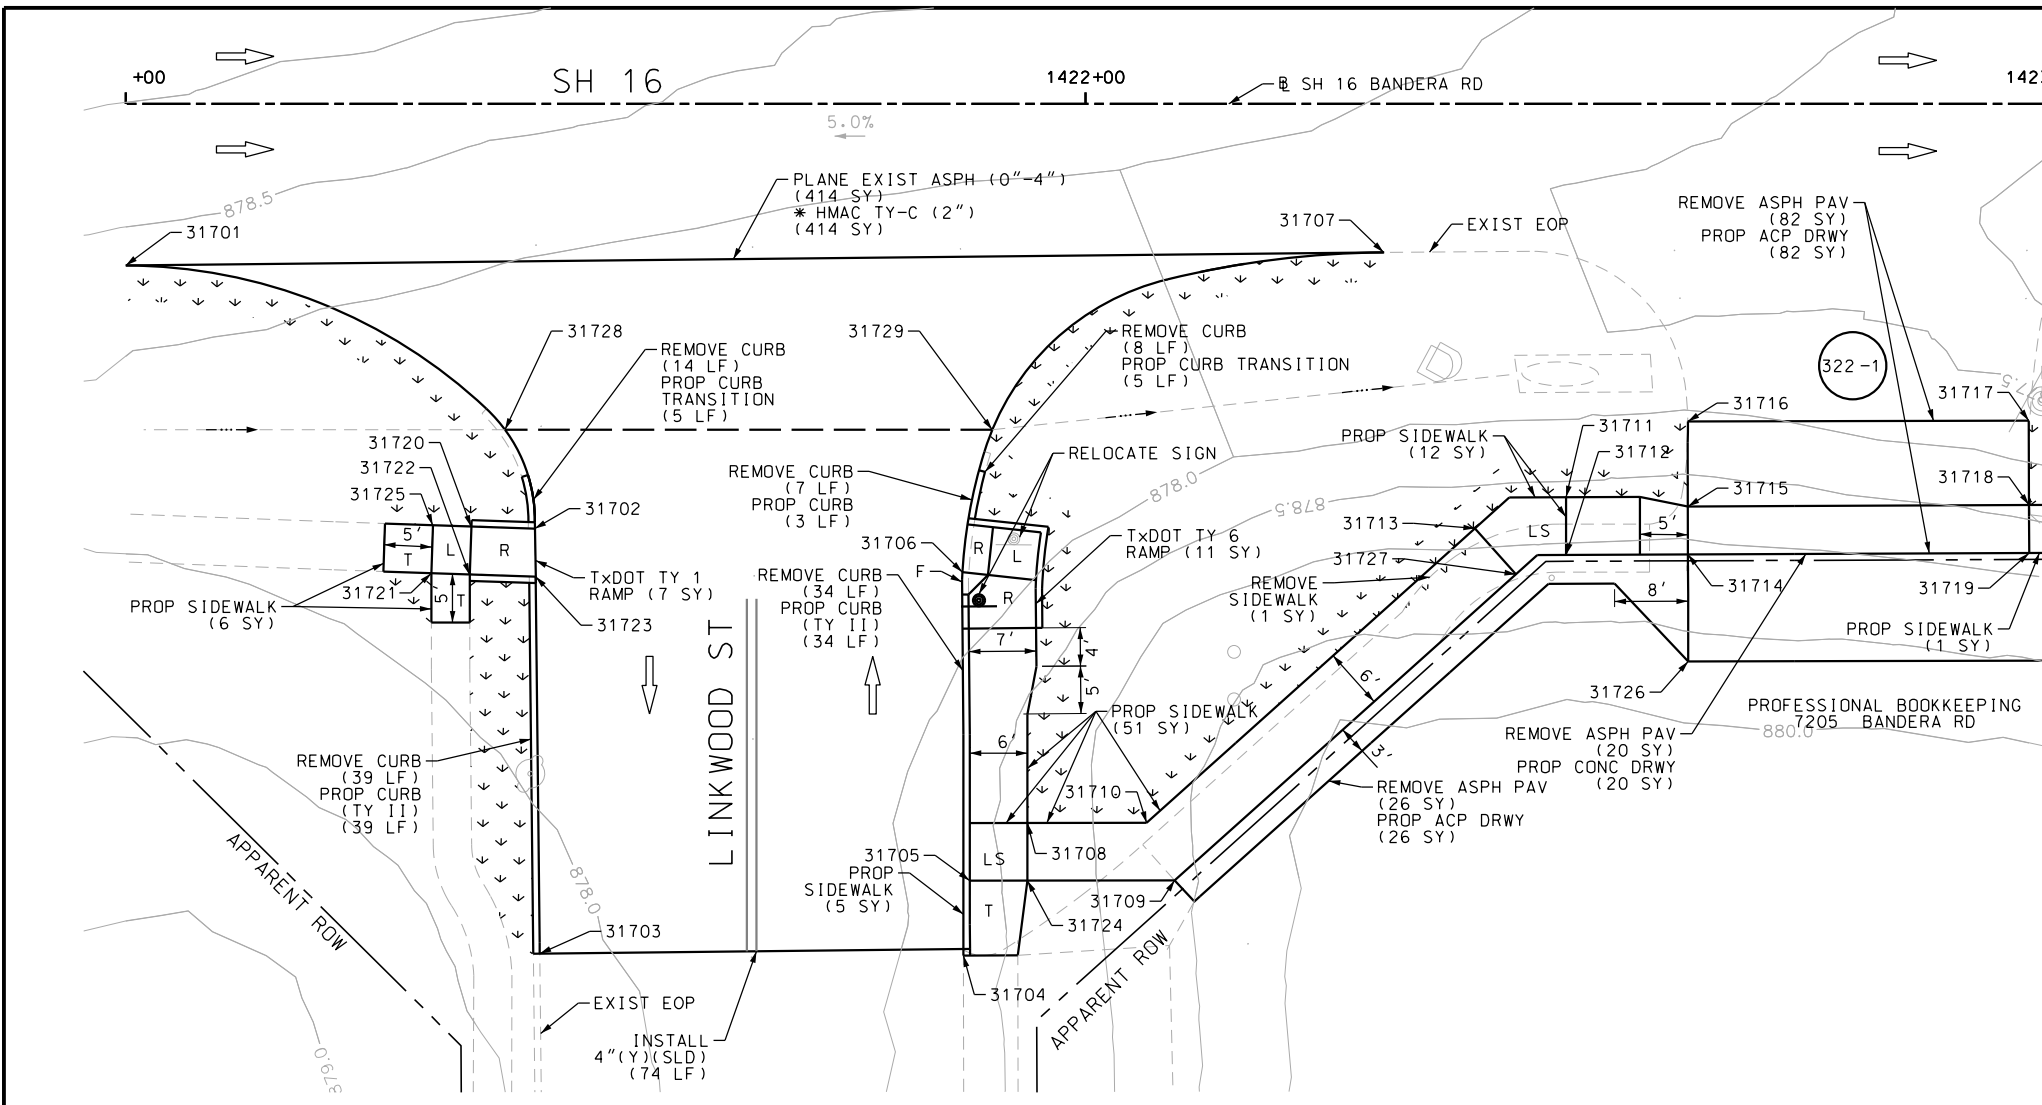 +00
SH 16
1422+00
BL SH 16 BANDERA RD
5.0%
PLANE EXIST ASPH (0"-4")
(414 SY)
* HMAC TY-C (2")
(414 SY)
878.5
31701
31707
EXIST EOP
REMOVE ASPH PAV
(82 SY)
PROP ACP DRWY
(82 SY)
31728
31729
REMOVE CURB
(14 LF)
PROP CURB
TRANSITION
(5 LF)
REMOVE CURB
(8 LF)
PROP CURB TRANSITION
(5 LF)
D
322-1
31717
31716
31711
31712
PROP SIDEWALK
(12 SY)
31720
31722
31725
RELOCATE SIGN
REMOVE CURB
(7 LF)
PROP CURB
(3 LF)
878.0
878.5
31718
31715
31702
31713
LS
5'
5'
T
L
R
31706
F
R
L
R
TxDOT TY 6
RAMP (11 SY)
31727
TxDOT TY 1
RAMP (7 SY)
REMOVE CURB
(34 LF)
PROP CURB
(TY II)
(34 LF)
REMOVE
SIDEWALK
(1 SY)
8'
31714
31719
31721
5'
T
PROP SIDEWALK
(6 SY)
31723
7'
4'
5'
PROP SIDEWALK
(1 SY)
LINKWOOD ST
6'
31726
PROFESSIONAL BOOKKEEPING
7205 BANDERA RD
880.0
PROP SIDEWALK
(51 SY)
6'
3'
REMOVE ASPH PAV
(20 SY)
PROP CONC DRWY
(20 SY)
REMOVE CURB
(39 LF)
PROP CURB
(TY II)
(39 LF)
31710
REMOVE ASPH PAV
(26 SY)
PROP ACP DRWY
(26 SY)
APPARENT ROW
878.0
31705
LS
31708
PROP
SIDEWALK
(5 SY)
T
31709
31724
31703
31704
APPARENT ROW
EXIST EOP
INSTALL
4"(Y)(SLD)
(74 LF)
879.0